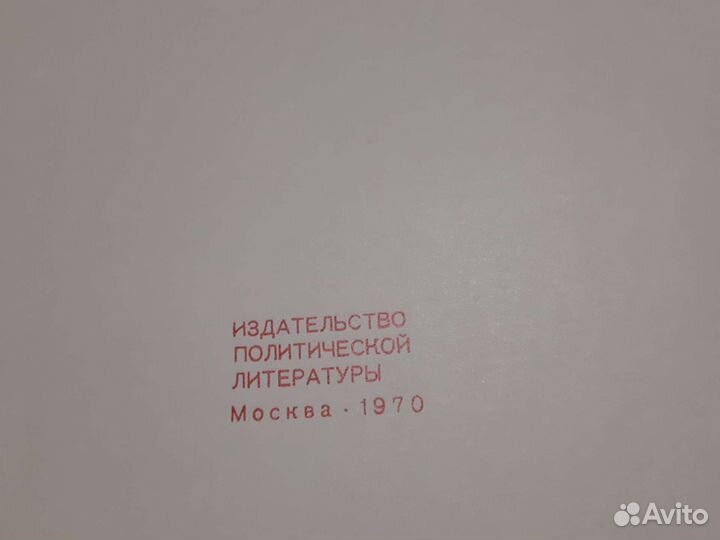 ИЗДАТЕЛЬСТВО
ПОЛИТИЧЕСКОЙ
ЛИТЕРАТУРЫ
Москва · 1970
Avito